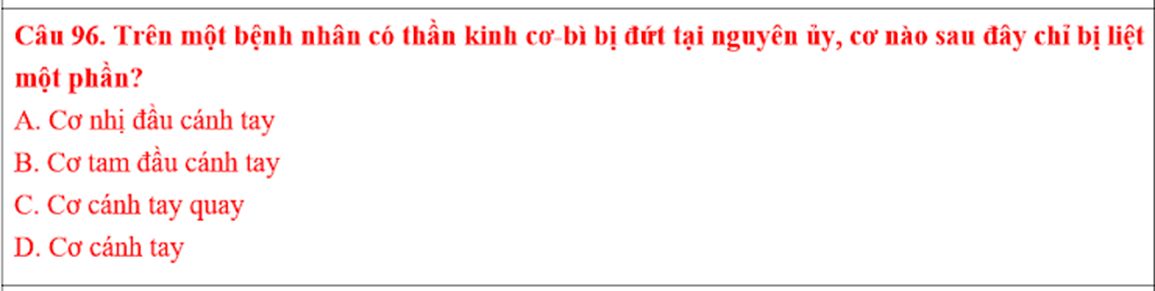 Câu 96. Trên một bệnh nhân có thần kinh cơ-bì bị đứt tại nguyên ủy, cơ nào sau đây chỉ bị liệt
một phần?
A. Cơ nhị đầu cánh tay
B. Cơ tam đầu cánh tay
C. Cơ cánh tay quay
D. Cơ cánh tay